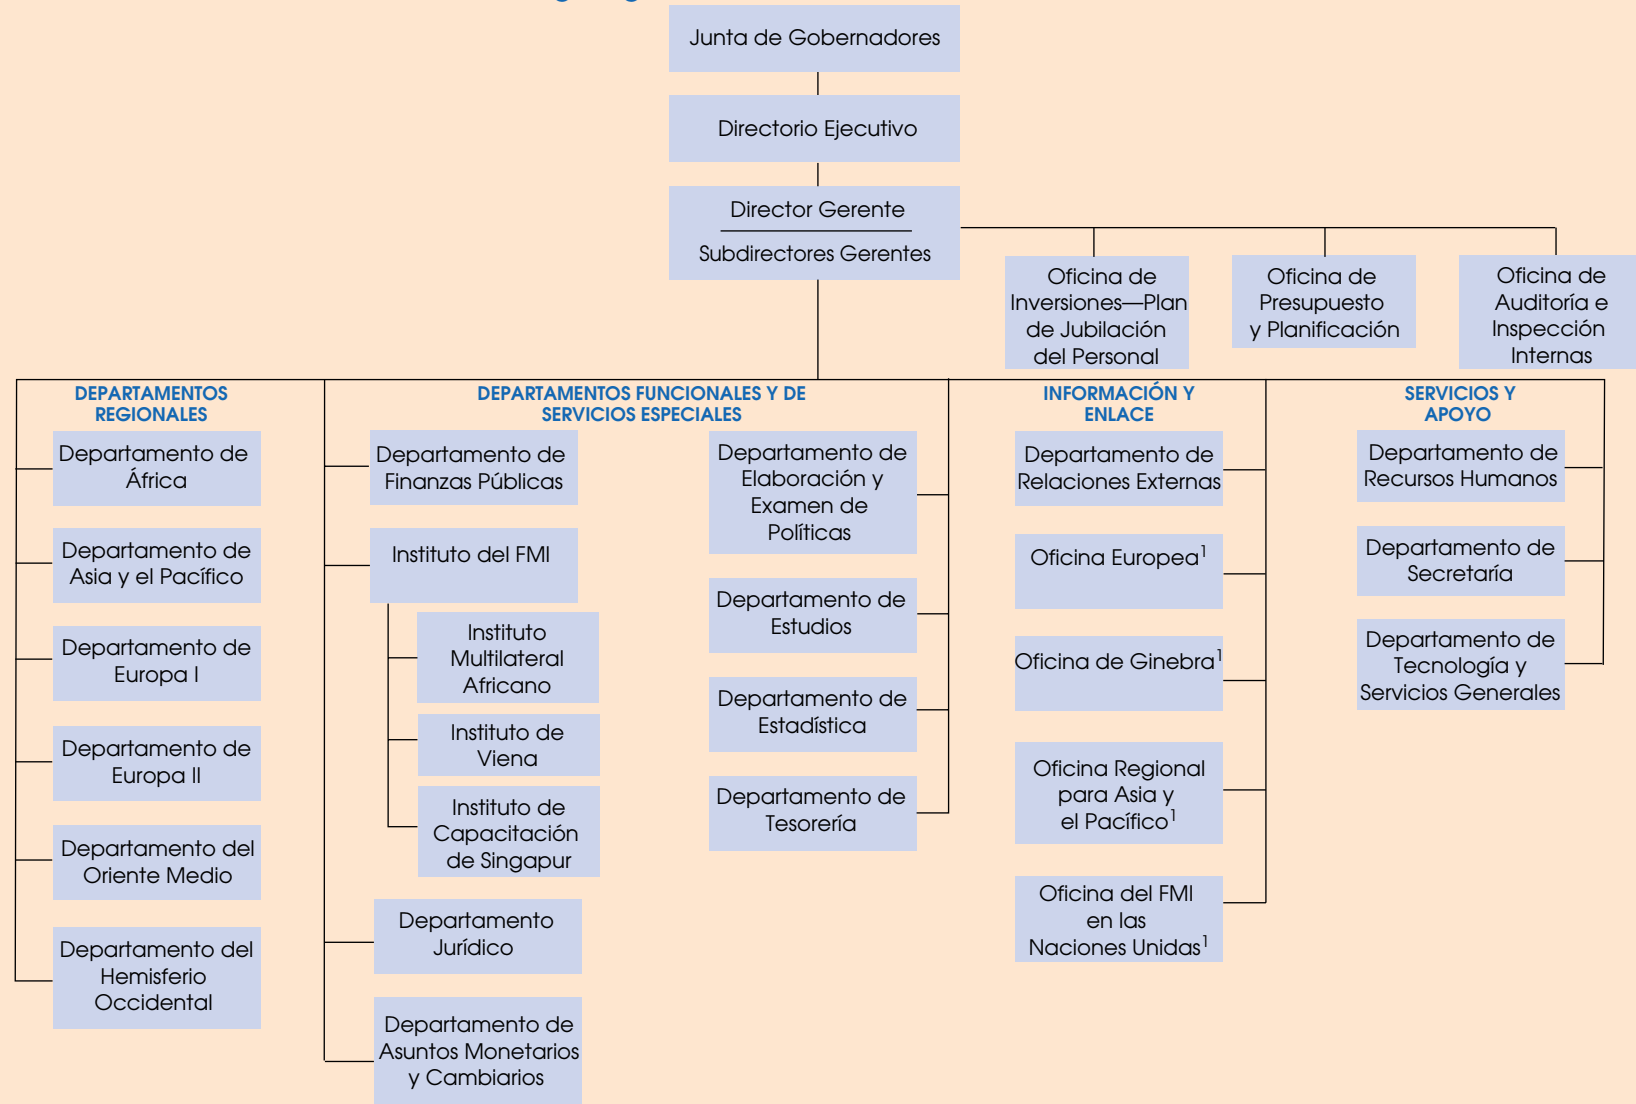 Junta de Gobernadores
Directorio Ejecutivo
Director Gerente
Subdirectores Gerentes
Oficina de
Inversiones—Plan
de Jubilación
del Personal
Oficina de
Presupuesto
y Planificación
Oficina de
Auditoría e
Inspección
Internas
DEPARTAMENTOS
REGIONALES
Departamento de
África
Departamento de
Asia y el Pacífico
Departamento de
Europa I
Departamento de
Europa II
Departamento del
Oriente Medio
Departamento del
Hemisferio
Occidental
DEPARTAMENTOS FUNCIONALES Y DE
SERVICIOS ESPECIALES
Departamento de
Finanzas Públicas
Instituto del FMI
Instituto
Multilateral
Africano
Instituto de
Viena
Instituto de
Capacitación
de Singapur
Departamento
Jurídico
Departamento de
Asuntos Monetarios
y Cambiarios
Departamento de
Elaboración y
Examen de
Políticas
Departamento de
Estudios
Departamento de
Estadística
Departamento de
Tesorería
INFORMACIÓN Y
ENLACE
Departamento de
Relaciones Externas
Oficina Europea¹
Oficina de Ginebra¹
Oficina Regional
para Asia y
el Pacífico¹
Oficina del FMI
en las
Naciones Unidas¹
SERVICIOS Y
APOYO
Departamento de
Recursos Humanos
Departamento de
Secretaría
Departamento de
Tecnología y
Servicios Generales